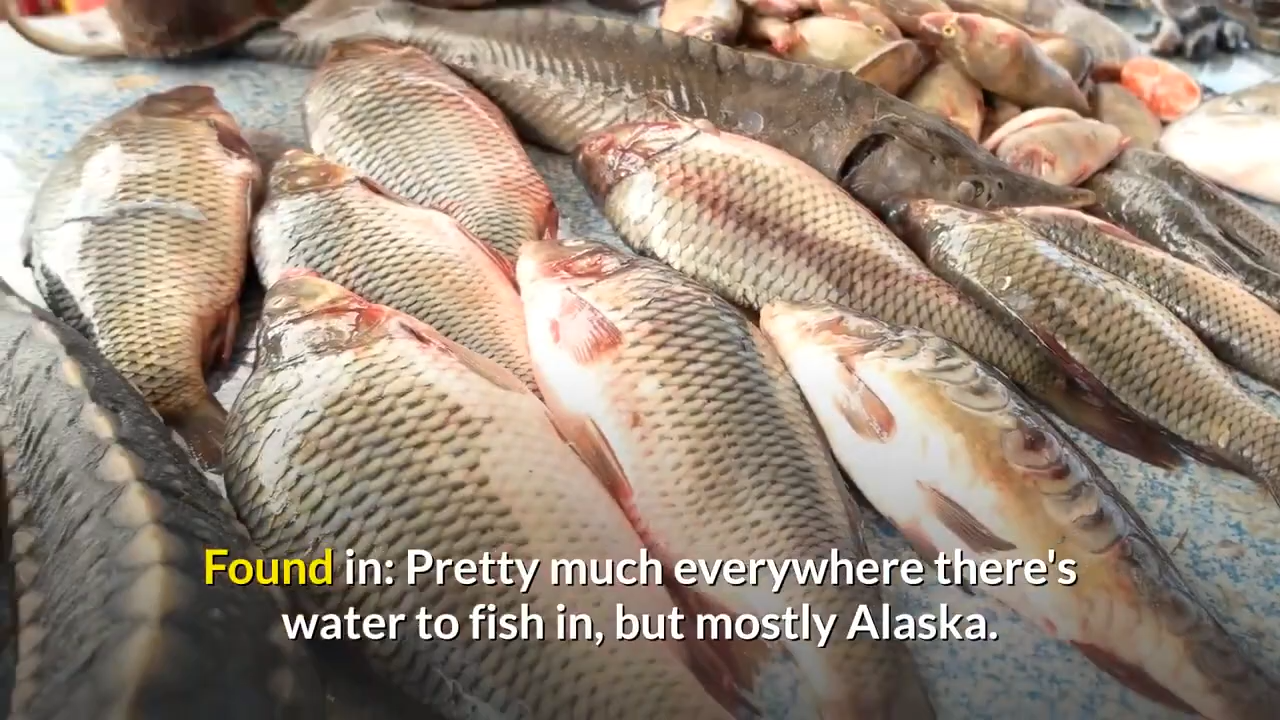 Found in: Pretty much everywhere there's
water to fish in, but mostly Alaska.